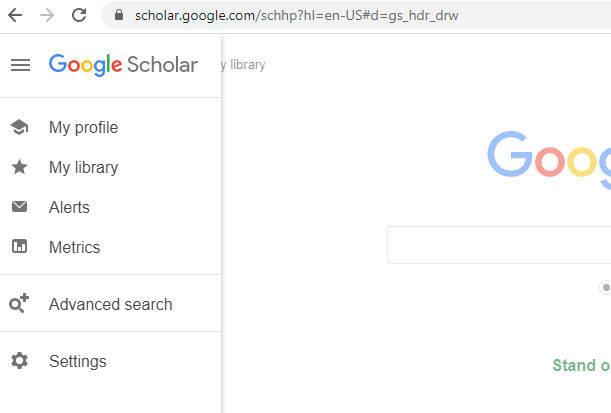 scholar.google.com/schhp?hl=en-US#d=gs_hdr_drw
Google Scholar
y library
My profile
My library
Alerts
Metrics
Advanced search
Settings
Goog
Stand o